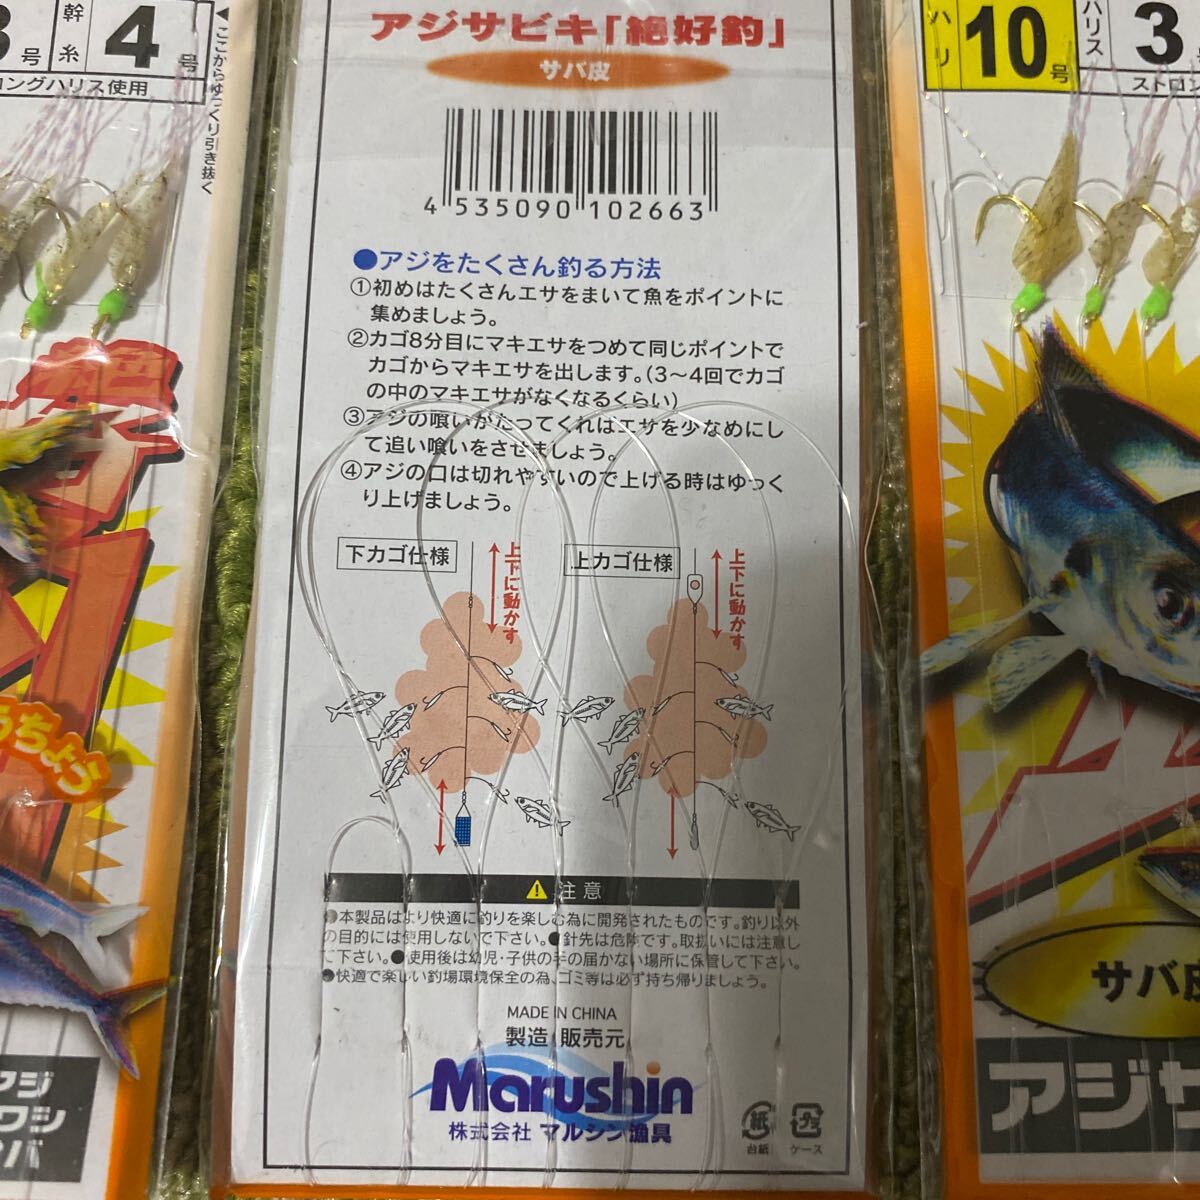 3号
幹糸
4号
ロングハリス使用
◀ここからゆっくり引き抜く
うちょう
アジ
ワシ
バ
アジサビキ「絶好釣」
サバ皮
4 535090 102663
●アジをたくさん釣る方法
①初めはたくさんエサをまいて魚をポイントに
集めましょう。
②カゴ8分目にマキエサをつめて同じポイントで
カゴからマキエサを出します。(3〜4回でカゴ
の中のマキエサがなくなるくらい)
③アジの喰いがたってくればエサを少なめにし
て追い喰いをさせましょう。
④アジの口は切れやすいので上げる時はゆっく
り上げましょう。
下カゴ仕様
上下に動かす
上カゴ仕様
上下に動かす
注意
●本製品はより快適に釣りを楽しむ為に開発されたものです。釣り以外
の目的には使用しないで下さい。●針先は危険です。取扱いには注意し
て下さい。●使用後は幼児・子供の手の届かない場所に保管して下さい。
●快適で楽しい釣場環境保全の為、ゴミ等は必ず持ち帰りましょう。
MADE IN CHINA
製造 販売元
Marushin
株式会社 マルシン漁具
紙
台紙
プラ
ケース
ハリ
10号
ハリス
3号
ストロン
サバ皮
アジサ